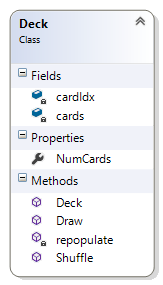 Deck
Class
Fields
cardIdx
cards
Properties
NumCards
Methods
Deck
Draw
repopulate
Shuffle